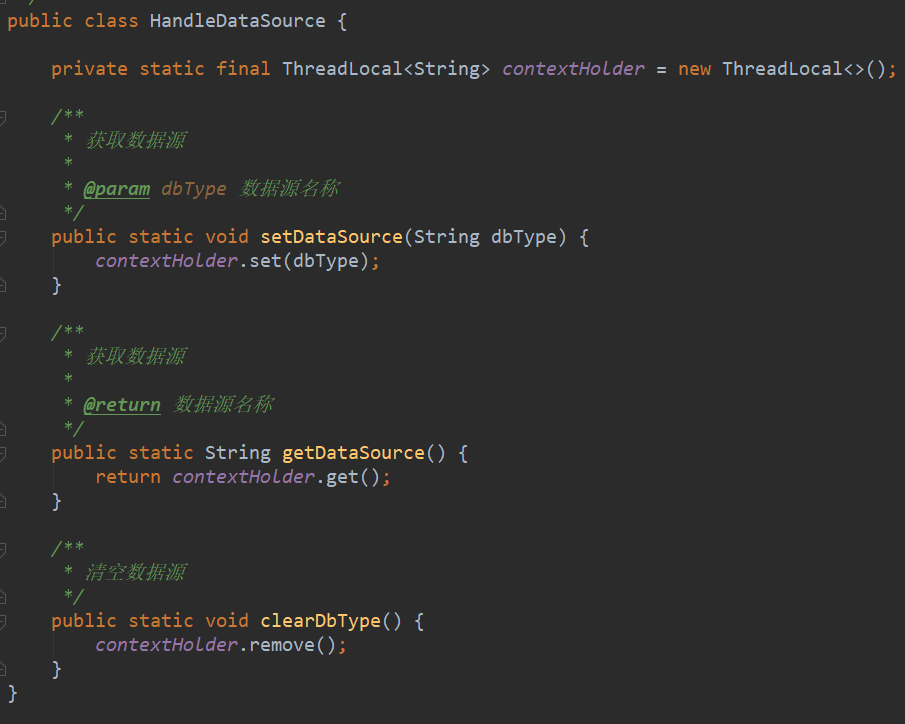 public class HandleDataSource {
private static final ThreadLocal<String> contextHolder = new ThreadLocal<>();
/**
* 获取数据源
*
* @param dbType 数据源名称
*/
public static void setDataSource(String dbType) {
contextHolder.set(dbType);
}
/**
* 获取数据源
*
* @return 数据源名称
*/
public static String getDataSource() {
return contextHolder.get();
}
/**
* 清空数据源
*/
public static void clearDbType() {
contextHolder.remove();
}
}